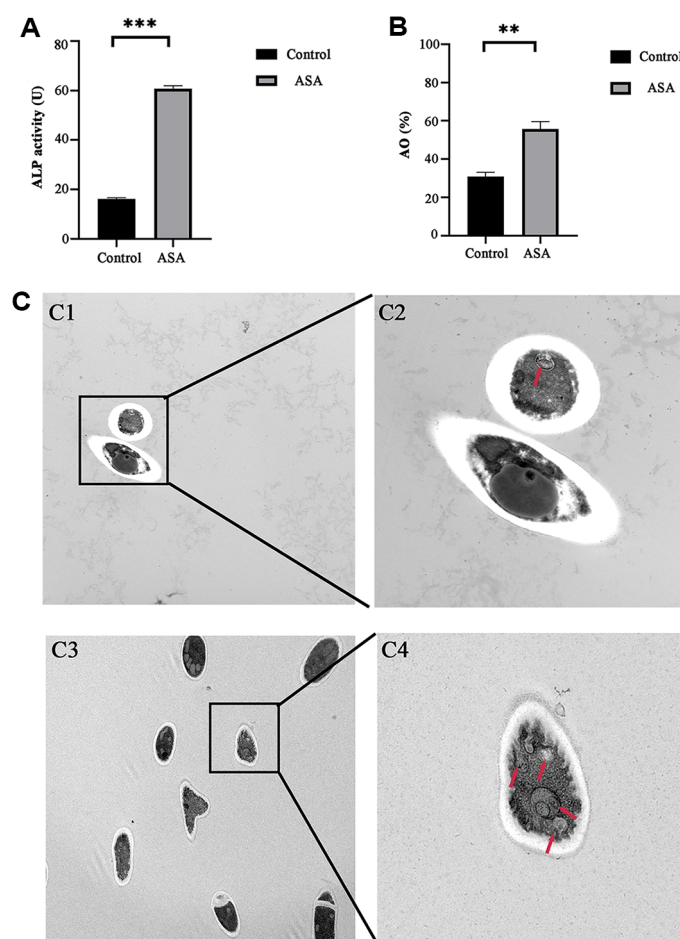 A
***
ALP activity (U)
80
60
40
20
0
Control
ASA
Control
ASA
B
**
AO (%)
100
80
60
40
20
0
Control
ASA
Control
ASA
C
C1
C2
C3
C4